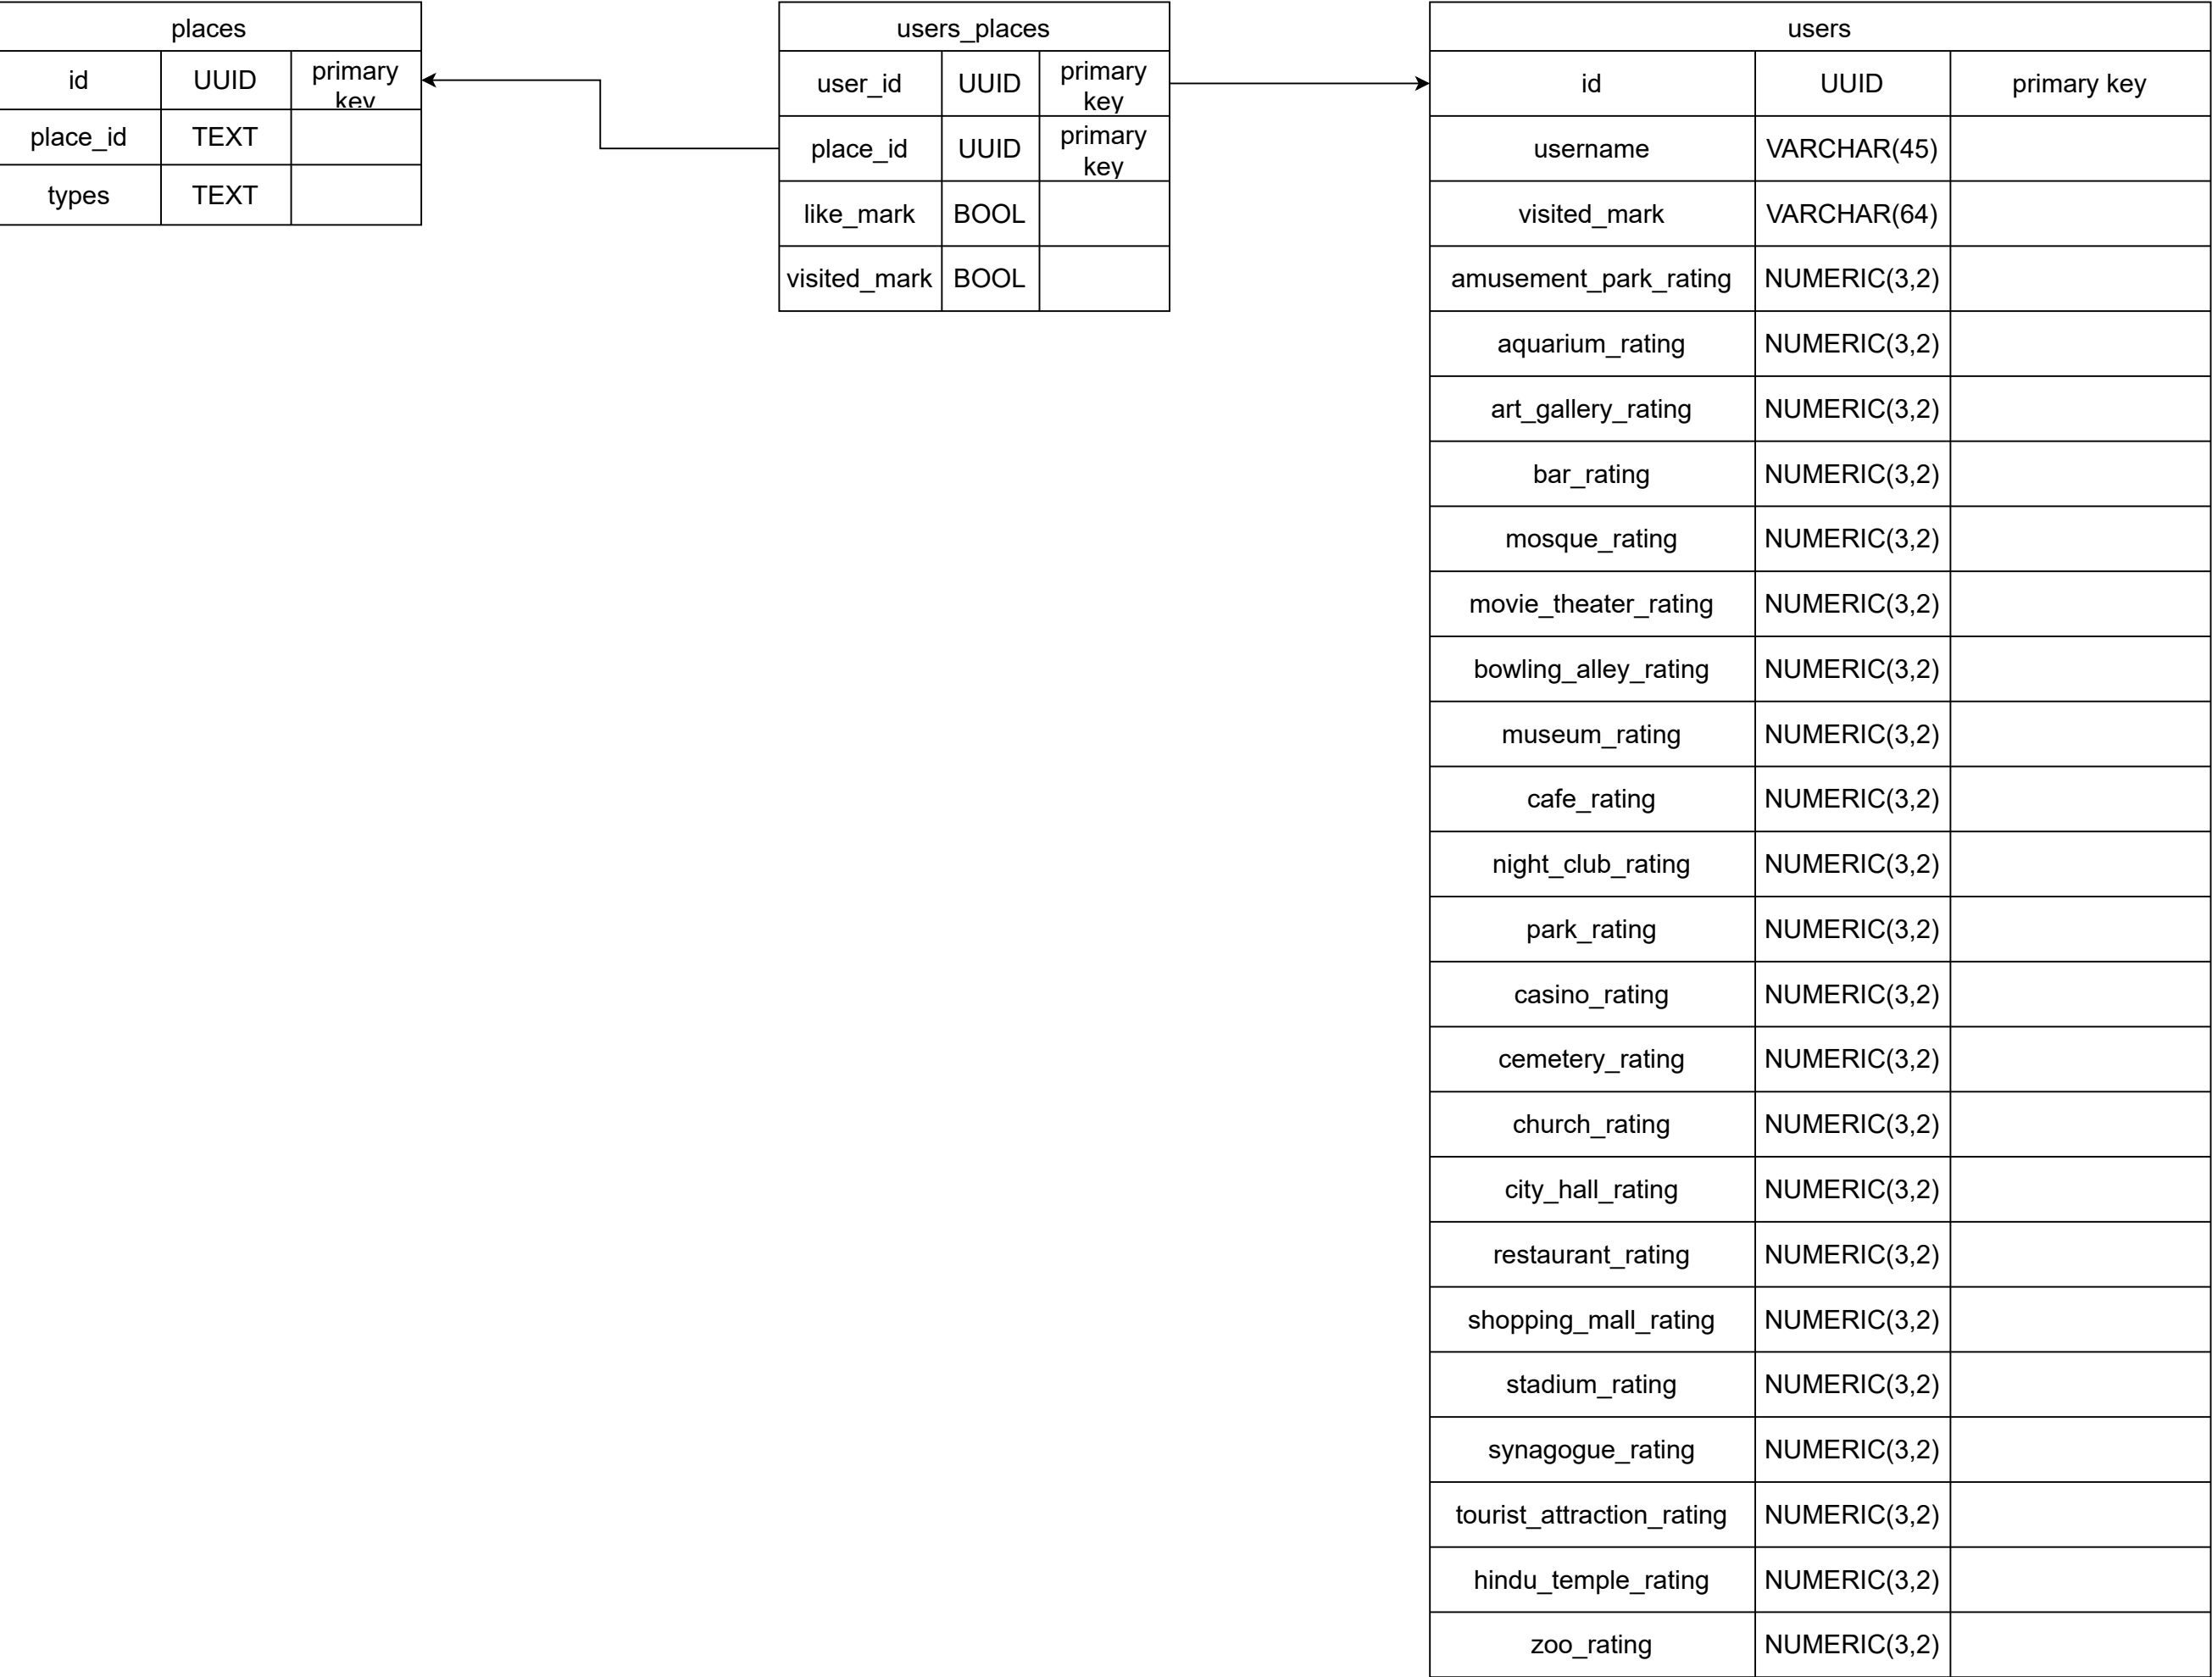 places
id UUID primary key
place_id TEXT
types TEXT
users_places
user_id UUID primary key
place_id UUID primary key
like_mark BOOL
visited_mark BOOL
users
id UUID primary key
username VARCHAR(45)
visited_mark VARCHAR(64)
amusement_park_rating NUMERIC(3,2)
aquarium_rating NUMERIC(3,2)
art_gallery_rating NUMERIC(3,2)
bar_rating NUMERIC(3,2)
mosque_rating NUMERIC(3,2)
movie_theater_rating NUMERIC(3,2)
bowling_alley_rating NUMERIC(3,2)
museum_rating NUMERIC(3,2)
cafe_rating NUMERIC(3,2)
night_club_rating NUMERIC(3,2)
park_rating NUMERIC(3,2)
casino_rating NUMERIC(3,2)
cemetery_rating NUMERIC(3,2)
church_rating NUMERIC(3,2)
city_hall_rating NUMERIC(3,2)
restaurant_rating NUMERIC(3,2)
shopping_mall_rating NUMERIC(3,2)
stadium_rating NUMERIC(3,2)
synagogue_rating NUMERIC(3,2)
tourist_attraction_rating NUMERIC(3,2)
hindu_temple_rating NUMERIC(3,2)
zoo_rating NUMERIC(3,2)